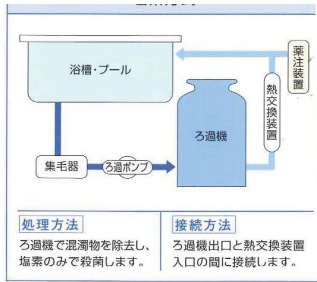 浴槽・プール
薬注装置
熱交換装置
ろ過機
集毛器
ろ過ポンプ
処理方法
ろ過機で混濁物を除去し、
塩素のみで殺菌します。
接続方法
ろ過機出口と熱交換装置
入口の間に接続します。